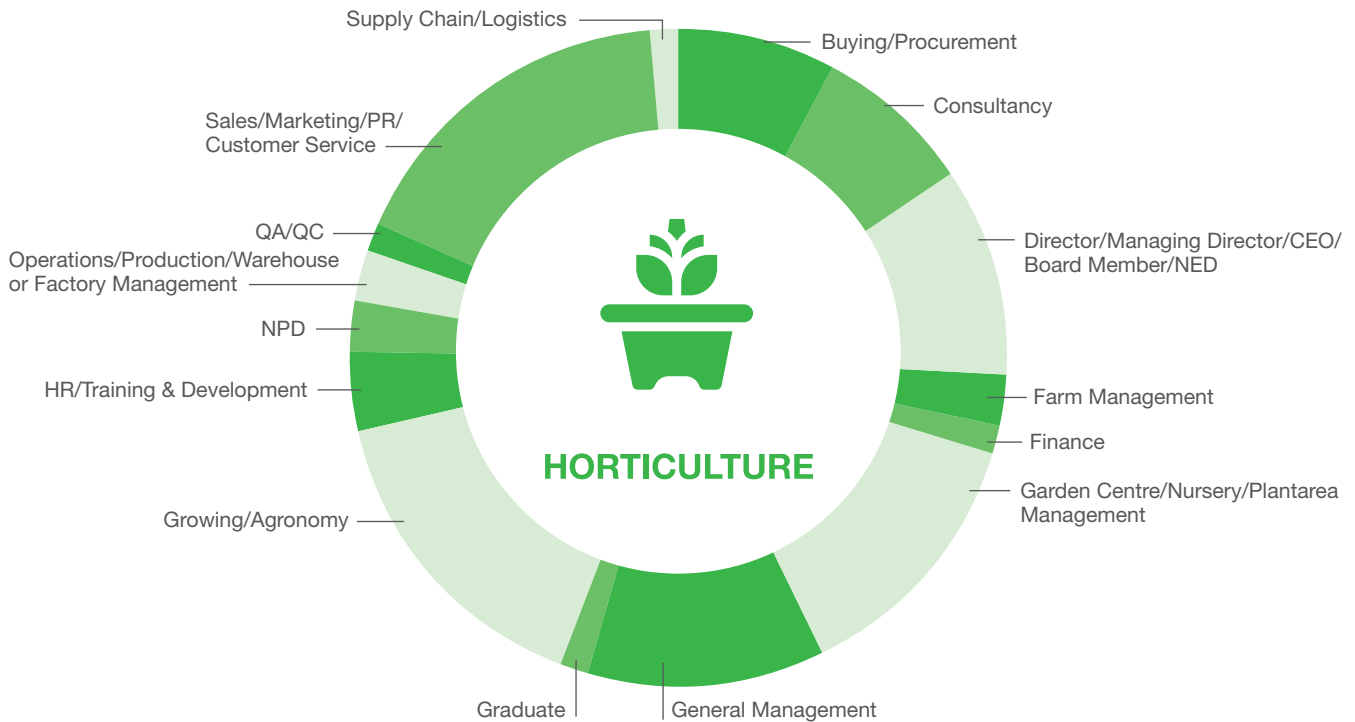 Supply Chain/Logistics
Buying/Procurement
Consultancy
Sales/Marketing/PR/
Customer Service
QA/QC
Director/Managing Director/CEO/
Board Member/NED
Operations/Production/Warehouse
or Factory Management
NPD
HR/Training & Development
Farm Management
Finance
HORTICULTURE
Garden Centre/Nursery/Plantarea
Management
Growing/Agronomy
Graduate
General Management